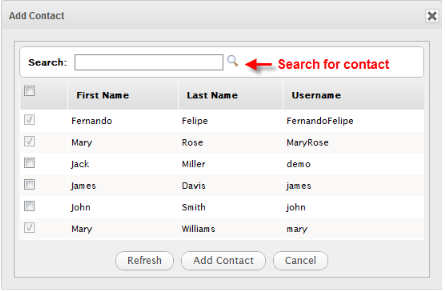 Add Contact
Search: Search for contact
First Name Last Name Username
Fernando Felipe FernandoFelipe
Mary Rose MaryRose
Jack Miller demo
James Davis james
John Smith john
Mary Williams mary
Refresh Add Contact Cancel